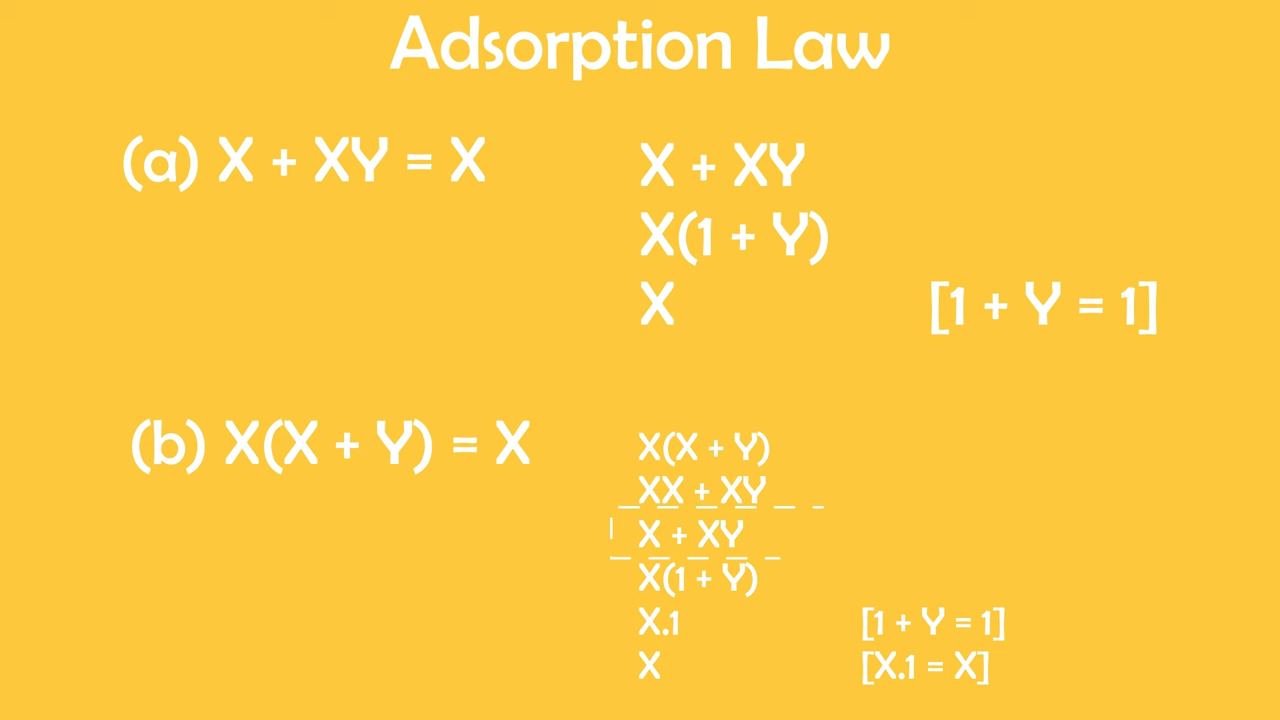 Adsorption Law
(a) X + XY = X
X + XY
X(1 + Y)
X [1 + Y = 1]
(b) X(X + Y) = X
X(X + Y)
XX + XY
X + XY
X(1 + Y)
X.1 [1 + Y = 1]
X [X.1 = X]